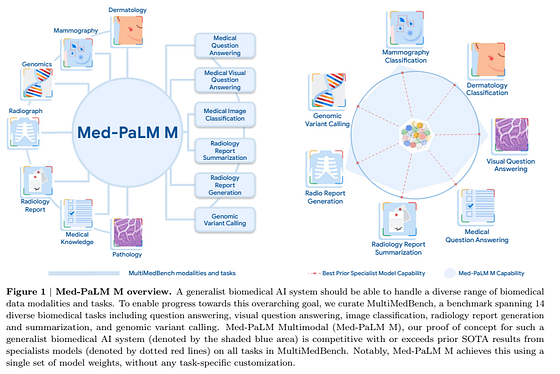 Dermatology
Mammography
Genomics
Radiograph
Radiology
Report
Medical
Knowledge
Pathology
Med-PaLM M
Medical
Question
Answering
Medical Visual
Question
Answering
Medical Image
Classification
Radiology
Report
Summarization
Radiology
Report
Generation
Genomic
Variant Calling
Mammography
Classification
Dermatology
Classification
Genomic
Variant Calling
Visual Question
Answering
Radio Report
Generation
Medical
Question Answering
Radiology Report
Summarization
MultiMedBench modalities and tasks
Best Prior Specialist Model Capability
Med-PaLM M Capability
Figure 1 | Med-PaLM M overview. A generalist biomedical AI system should be able to handle a diverse range of biomedical
data modalities and tasks. To enable progress towards this overarching goal, we curate MultiMedBench, a benchmark spanning 14
diverse biomedical tasks including question answering, visual question answering, image classification, radiology report generation
and summarization, and genomic variant calling. Med-PaLM Multimodal (Med-PaLM M), our proof of concept for such a
generalist biomedical AI system (denoted by the shaded blue area) is competitive with or exceeds prior SOTA results from
specialists models (denoted by dotted red lines) on all tasks in MultiMedBench. Notably, Med-PaLM M achieves this using a
single set of model weights, without any task-specific customization.